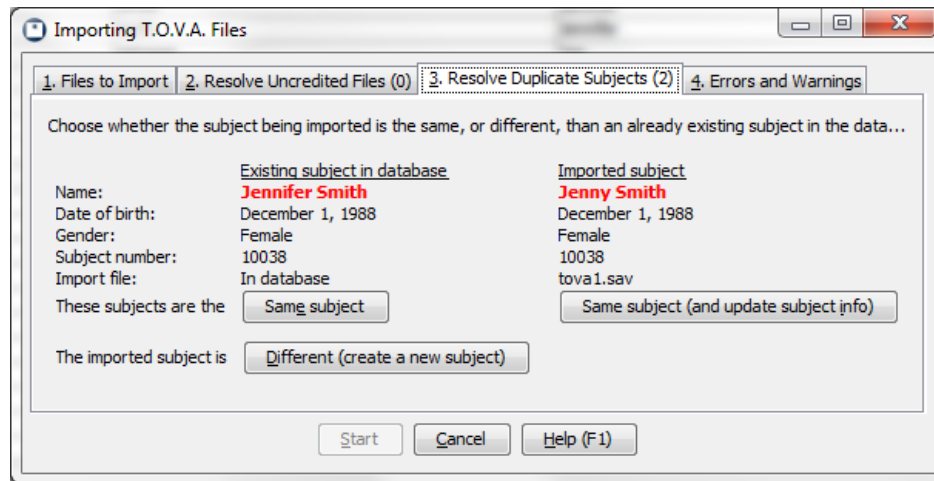 Importing T.O.V.A. Files
1. Files to Import 2. Resolve Uncredited Files (0) 3. Resolve Duplicate Subjects (2) 4. Errors and Warnings
Choose whether the subject being imported is the same, or different, than an already existing subject in the data...
Existing subject in database Imported subject
Name: Jennifer Smith Jenny Smith
Date of birth: December 1, 1988 December 1, 1988
Gender: Female Female
Subject number: 10038 10038
Import file: In database tova1.sav
These subjects are the Same subject Same subject (and update subject info)
The imported subject is Different (create a new subject)
Start Cancel Help (F1)